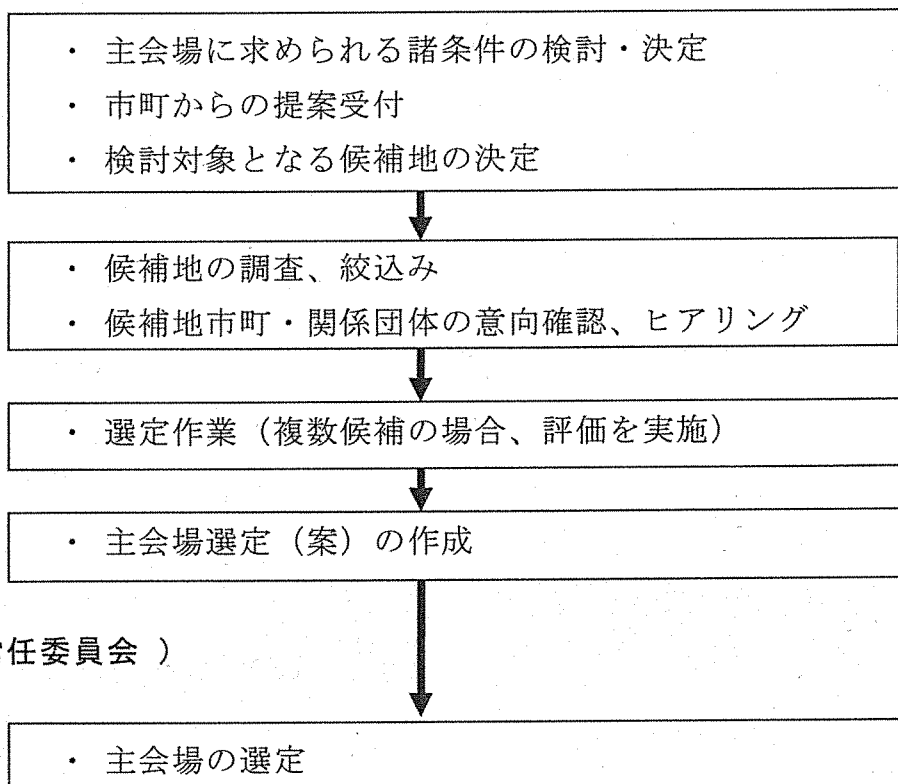 ・ 主会場に求められる諸条件の検討・決定
・ 市町からの提案受付
・ 検討対象となる候補地の決定
・ 候補地の調査、絞込み
・ 候補地市町・関係団体の意向確認、ヒアリング
・ 選定作業（複数候補の場合、評価を実施）
・ 主会場選定（案）の作成
任委員会 ）
・ 主会場の選定